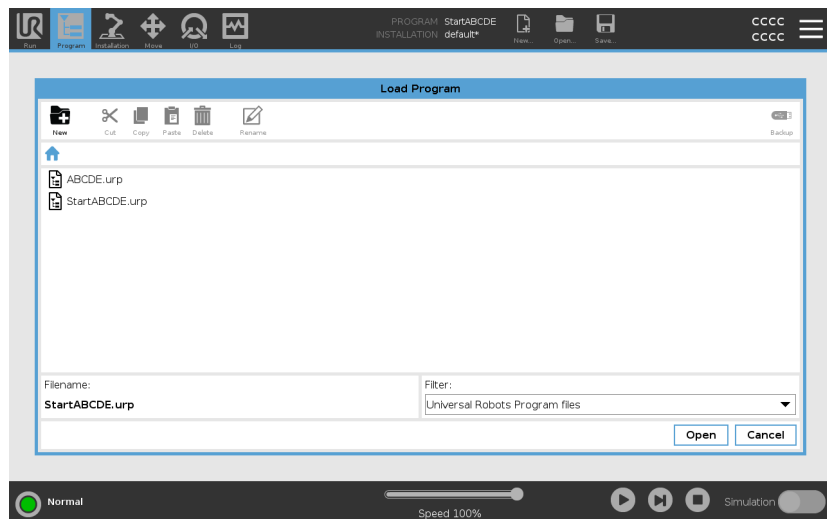 PROGRAM StartABCDE
INSTALLATION default*
CCCC
CCCC
Run Program Installation Move I/O Log New... Open... Save...
Load Program
New Cut Copy Paste Delete Rename Backup
ABCDE.urp
StartABCDE.urp
Filename: Filter:
StartABCDE.urp Universal Robots Program files
Open Cancel
Normal
Speed 100%
Simulation